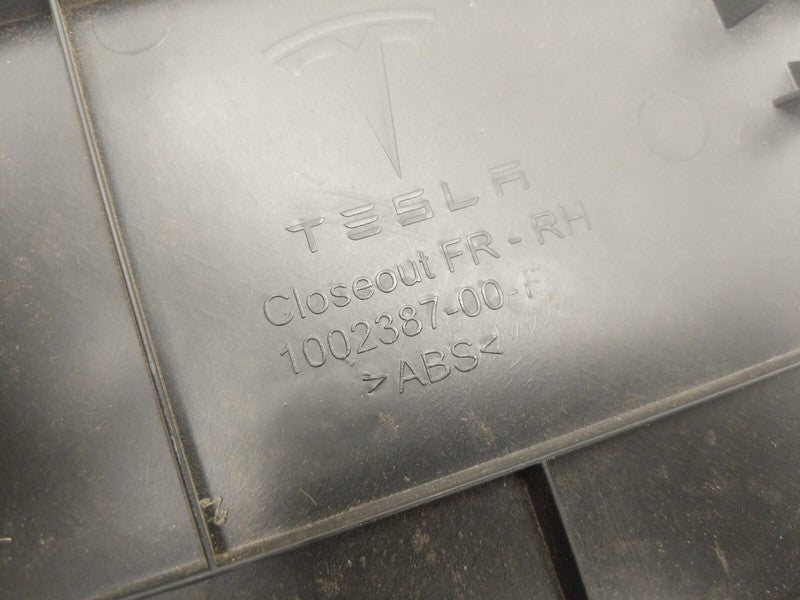 TESLA
Closeout FR - RH
1002387-00-F
>ABS<